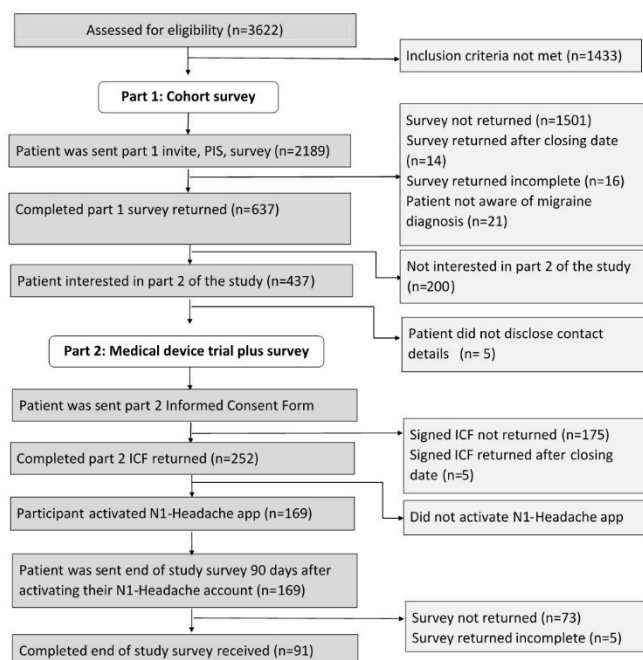 Assessed for eligibility (n=3622)
Inclusion criteria not met (n=1433)
Part 1: Cohort survey
Survey not returned (n=1501)
Survey returned after closing date
(n=14)
Survey returned incomplete (n=16)
Patient not aware of migraine
diagnosis (n=21)
Patient was sent part 1 invite, PIS, survey (n=2189)
Completed part 1 survey returned (n=637)
Not interested in part 2 of the study
(n=200)
Patient interested in part 2 of the study (n=437)
Patient did not disclose contact
details (n= 5)
Part 2: Medical device trial plus survey
Patient was sent part 2 Informed Consent Form
Signed ICF not returned (n=175)
Signed ICF returned after closing
date (n=5)
Completed part 2 ICF returned (n=252)
Participant activated N1-Headache app (n=169)
Did not activate N1-Headache app
Patient was sent end of study survey 90 days after
activating their N1-Headache account (n=169)
Survey not returned (n=73)
Survey returned incomplete (n=5)
Completed end of study survey received (n=91)